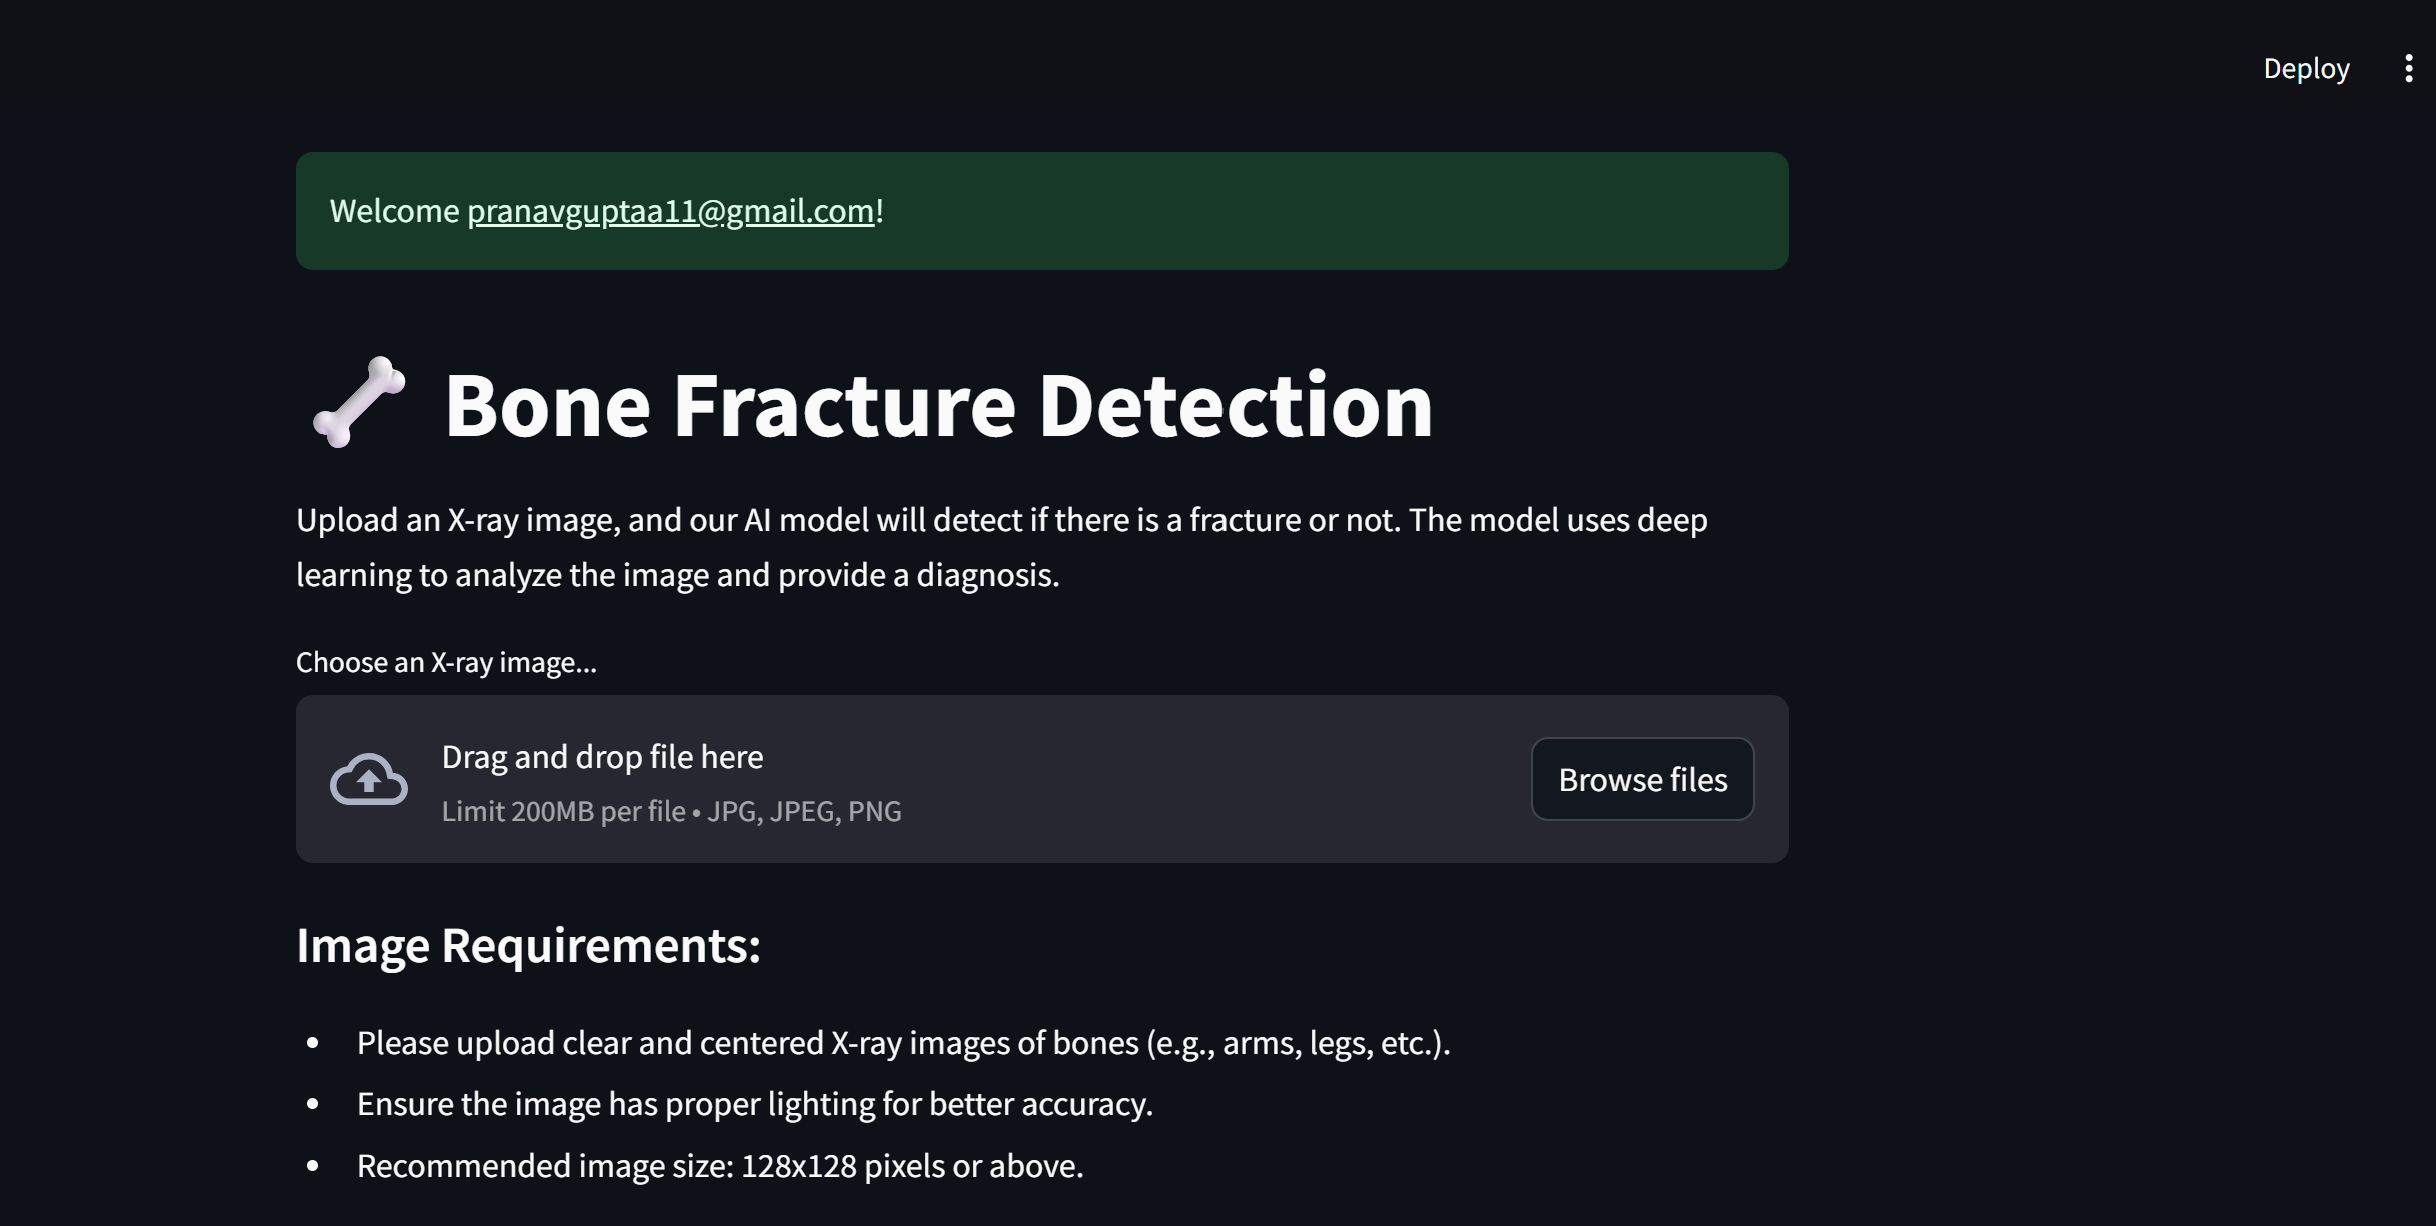 Deploy
Welcome pranavguptaa11@gmail.com!
Bone Fracture Detection
Upload an X-ray image, and our AI model will detect if there is a fracture or not. The model uses deep
learning to analyze the image and provide a diagnosis.
Choose an X-ray image...
Drag and drop file here
Limit 200MB per file • JPG, JPEG, PNG
Browse files
Image Requirements:
• Please upload clear and centered X-ray images of bones (e.g., arms, legs, etc.).
• Ensure the image has proper lighting for better accuracy.
• Recommended image size: 128x128 pixels or above.